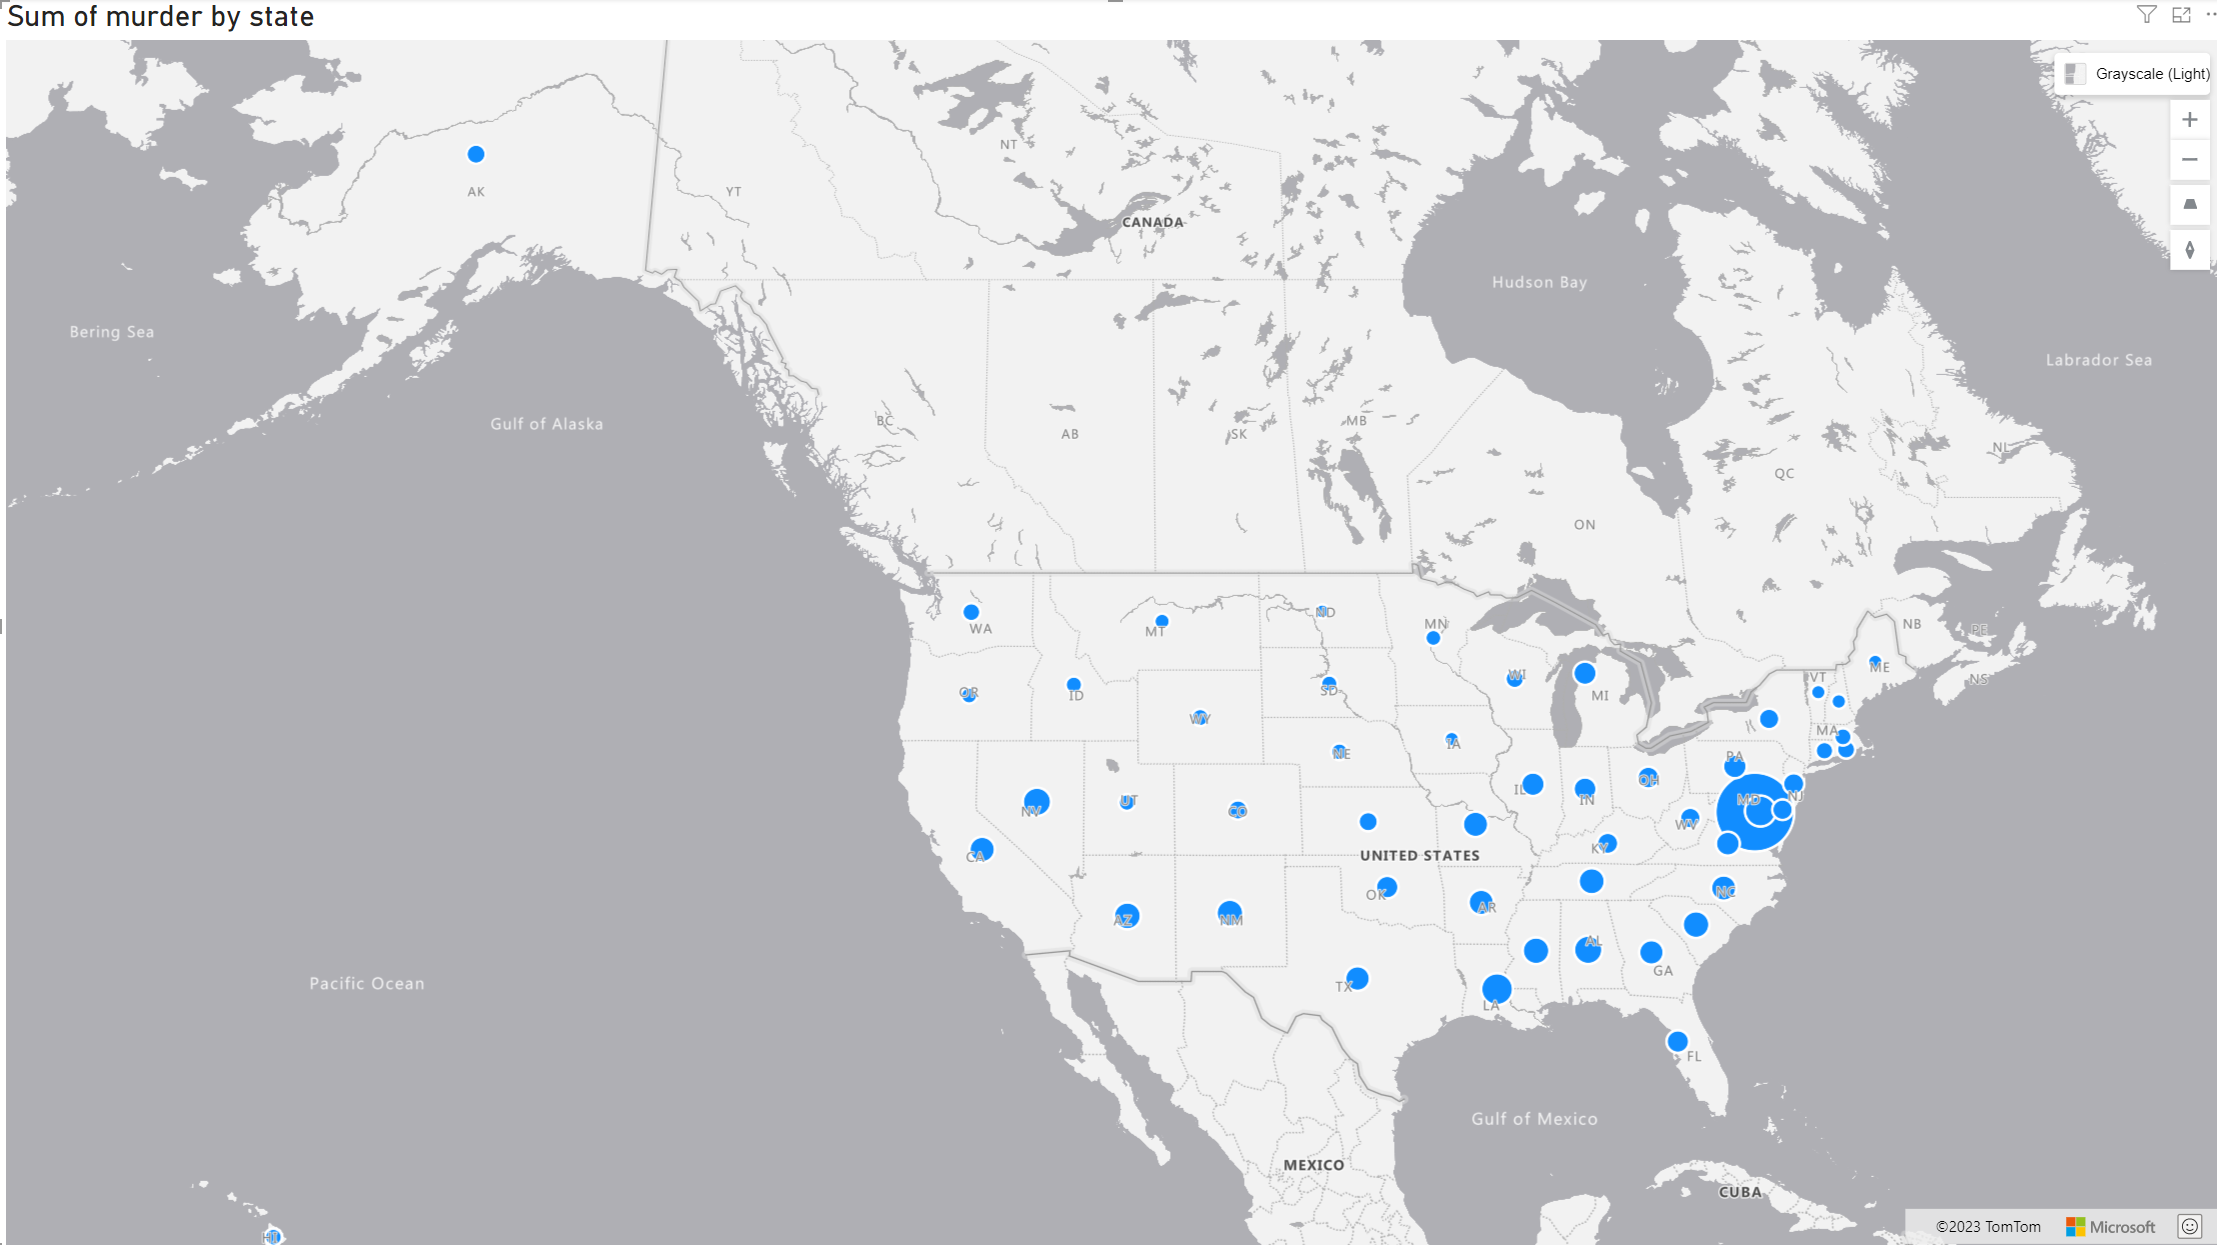 Sum of murder by state
Grayscale (Light)
NT
AK
YT
CANADA
Hudson Bay
Bering Sea
Labrador Sea
Gulf of Alaska
BC
AB
SK
MB
NL
QC
ON
WA
MT
ND
MN
NB
PE
ME
NS
OR
ID
SD
WI
MI
VT
WY
MA
NE
IA
PA
NV
UT
CO
IL
IN
OH
MD
NJ
WV
CA
UNITED STATES
KY
AZ
NM
OK
AR
NC
AL
GA
Pacific Ocean
TX
LA
FL
Gulf of Mexico
MEXICO
CUBA
HI
©2023 TomTom
Microsoft